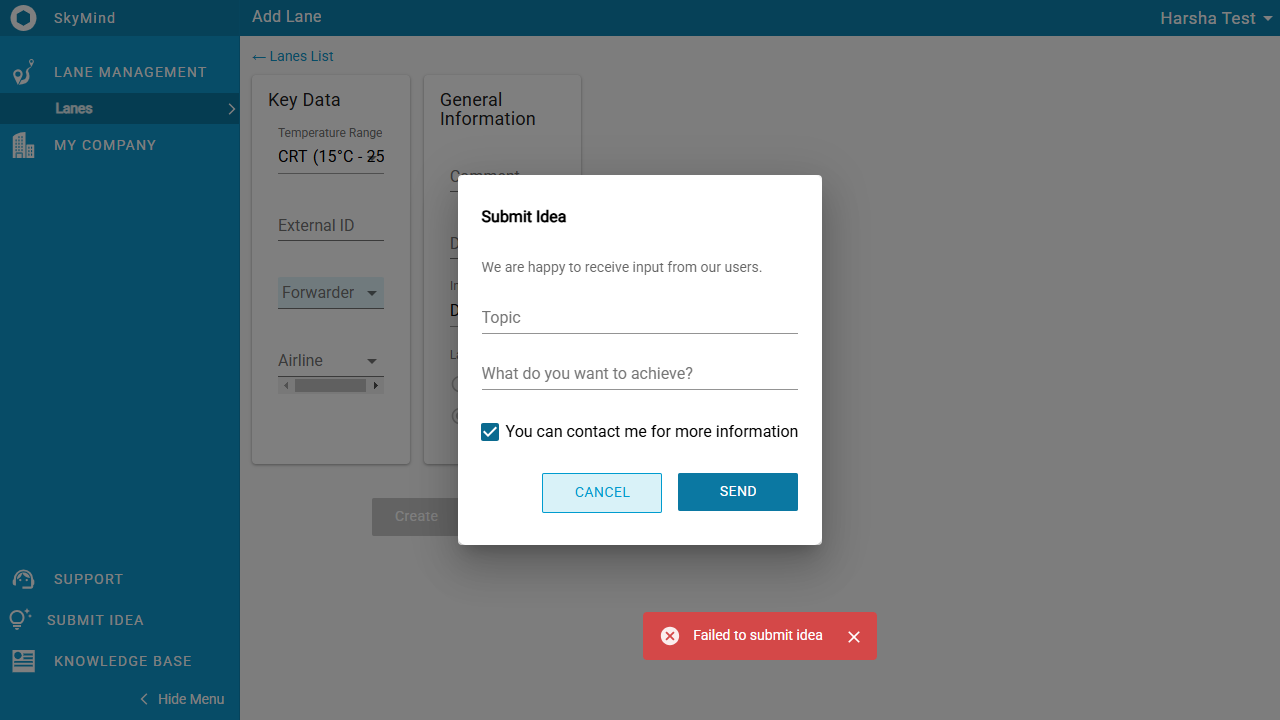 SkyMind
Add Lane
Harsha Test
LANE MANAGEMENT
Lanes
MY COMPANY
SUPPORT
SUBMIT IDEA
KNOWLEDGE BASE
Hide Menu
← Lanes List
Key Data
Temperature Range
CRT (15°C - 25
External ID
Forwarder
Airline
General
Information
Comment
Create
Submit Idea
We are happy to receive input from our users.
Topic
What do you want to achieve?
You can contact me for more information
CANCEL
SEND
Failed to submit idea